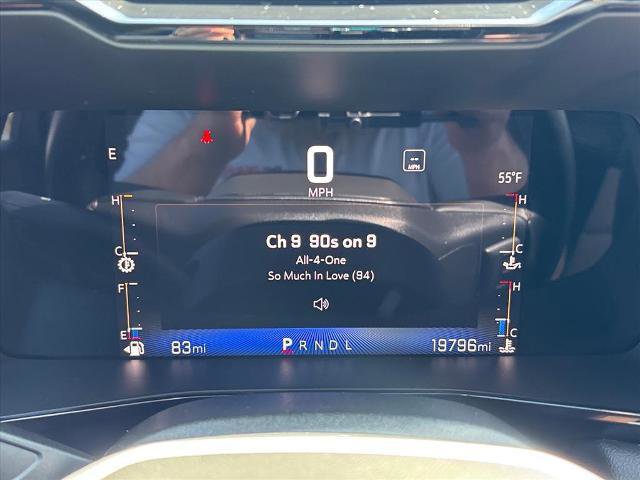 E
0
MPH
--
MPH
55°F
H
C
F
E
Ch 9 90s on 9
All-4-One
So Much In Love (94)
H
C
H
C
83mi
P R N D L
19796mi